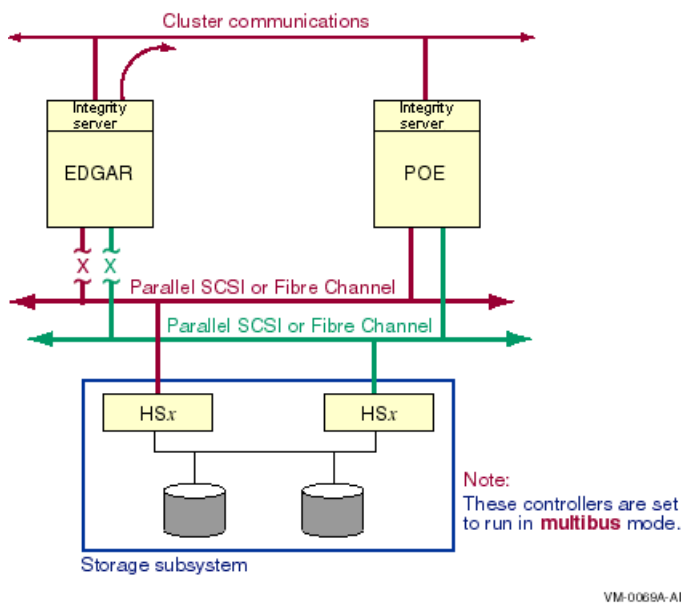 Cluster communications
Integrity
server
EDGAR
Integrity
server
POE
X
X
Parallel SCSI or Fibre Channel
Parallel SCSI or Fibre Channel
HSx
HSx
Note:
These controllers are set
to run in multibus mode.
Storage subsystem
VM-0069A-AI